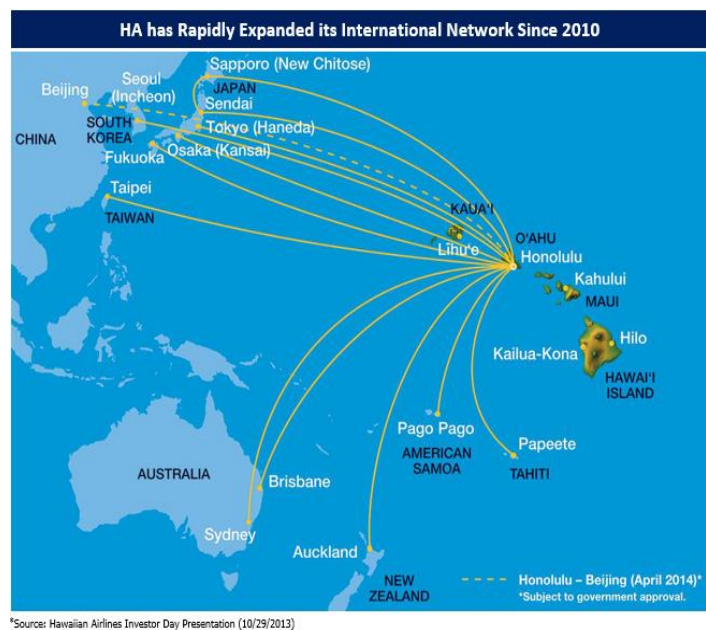 HA has Rapidly Expanded its International Network Since 2010
Sapporo (New Chitose)
JAPAN
Seoul
(Incheon)
Beijing
Sendai
SOUTH
KOREA
Tokyo (Haneda)
CHINA
Osaka (Kansai)
Fukuoka
Taipei
TAIWAN
KAUA'I
Lihu'e
O'AHU
Honolulu
Kahului
MAUI
Hilo
Kailua-Kona
HAWAI'I
ISLAND
Pago Pago
AMERICAN
SAMOA
Papeete
TAHITI
AUSTRALIA
Brisbane
Sydney
Auckland
NEW
ZEALAND
Honolulu – Beijing (April 2014)*
*Subject to government approval.
*Source: Hawaiian Airlines Investor Day Presentation (10/29/2013)